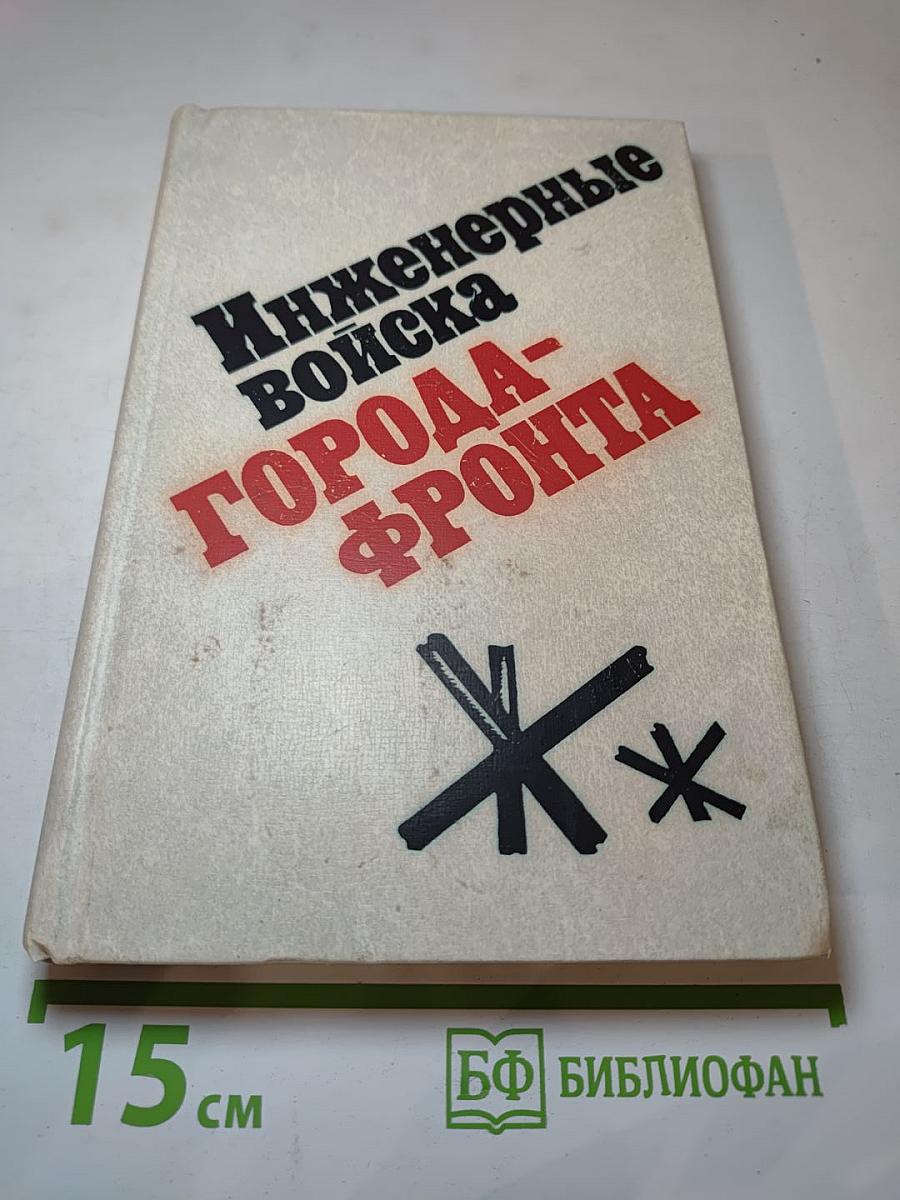 Инженерные
войска
ГОРОДА-
ФРОНТА
15 см
БФ БИБЛИОФАН